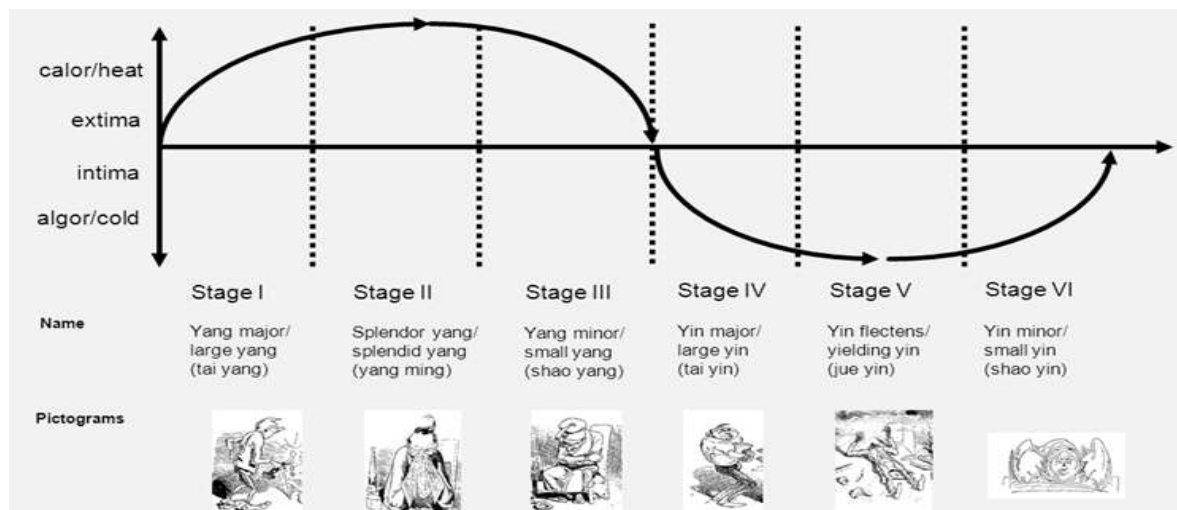 calor/heat
extima
intima
algor/cold
Stage I
Stage II
Stage III
Stage IV
Stage V
Stage VI
Name
Yang major/
large yang
(tai yang)
Splendor yang/
splendid yang
(yang ming)
Yang minor/
small yang
(shao yang)
Yin major/
large yin
(tai yin)
Yin flectens/
yielding yin
(jue yin)
Yin minor/
small yin
(shao yin)
Pictograms